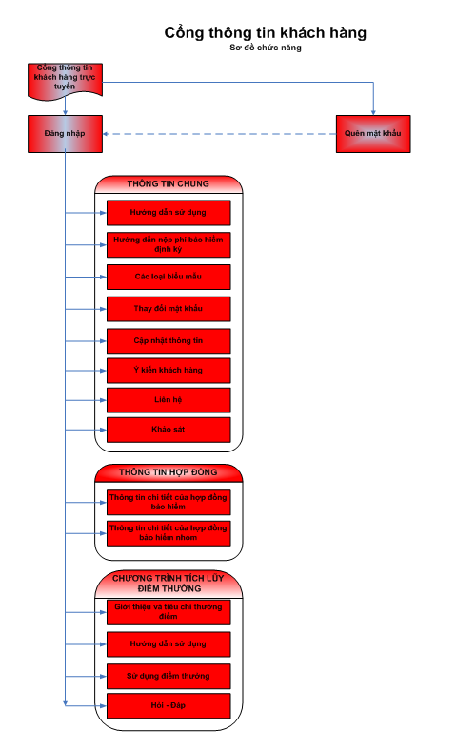 Cổng thông tin khách hàng
Sơ đồ chức năng
Cổng thông tin
khách hàng trực
tuyến
Đăng nhập
Quên mật khẩu
THÔNG TIN CHUNG
Hướng dẫn sử dụng
Hướng dẫn nộp phí bảo hiểm
định kỳ
Các loại biểu mẫu
Thay đổi mật khẩu
Cập nhật thông tin
Ý kiến khách hàng
Liên hệ
Khảo sát
THÔNG TIN HỢP ĐỒNG
Thông tin chi tiết của hợp đồng
bảo hiểm
Thông tin chi tiết của hợp đồng
bảo hiểm nhóm
CHƯƠNG TRÌNH TÍCH LŨY
ĐIỂM THƯỞNG
Giới thiệu và tiêu chí thưởng
điểm
Hướng dẫn sử dụng
Sử dụng điểm thưởng
Hỏi - Đáp